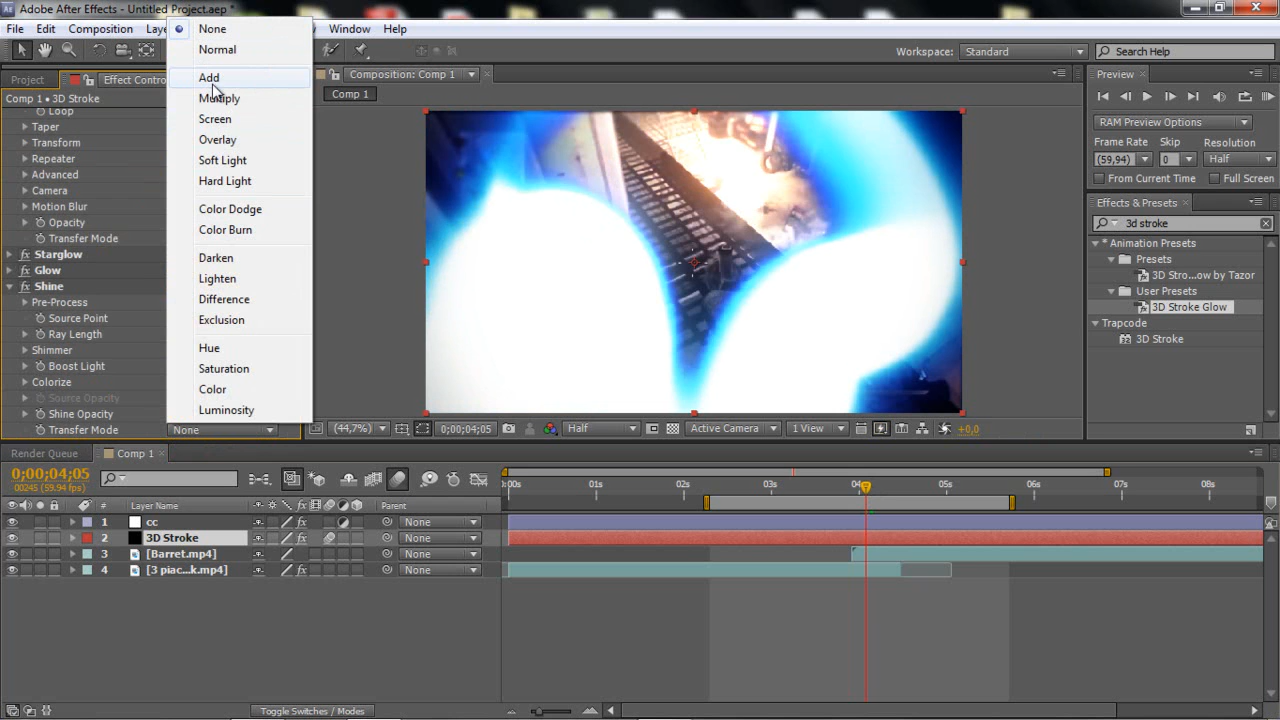 Adobe After Effects - Untitled Project.aep *
File Edit Composition Laye Window Help
Workspace: Standard Search Help
Project Effect Contro
Comp 1 • 3D Stroke
Loop
Taper
Transform
Repeater
Advanced
Camera
Motion Blur
Opacity
Transfer Mode
fx Starglow
fx Glow
fx Shine
Pre-Process
Source Point
Ray Length
Shimmer
Boost Light
Colorize
Source Opacity
Shine Opacity
Transfer Mode None
None
Normal
Add
Multiply
Screen
Overlay
Soft Light
Hard Light
Color Dodge
Color Burn
Darken
Lighten
Difference
Exclusion
Hue
Saturation
Color
Luminosity
Composition: Comp 1
Comp 1
(44,7%) 0;00;04;05 Half Active Camera 1 View +0,0
Preview
RAM Preview Options
Frame Rate Skip Resolution
(59,94) 0 Half
From Current Time Full Screen
Effects & Presets
3d stroke
* Animation Presets
Presets
3D Stro...ow by Tazor
User Presets
3D Stroke Glow
Trapcode
3D Stroke
Render Queue Comp 1
0;00;04;05
00245 (59.94 fps)
# Layer Name Parent
:00s 01s 02s 03s 04s 05s 06s 07s 08s
1 cc fx None
2 3D Stroke fx None
3 [Barret.mp4] None
4 [3 piac...k.mp4] fx None
Toggle Switches / Modes